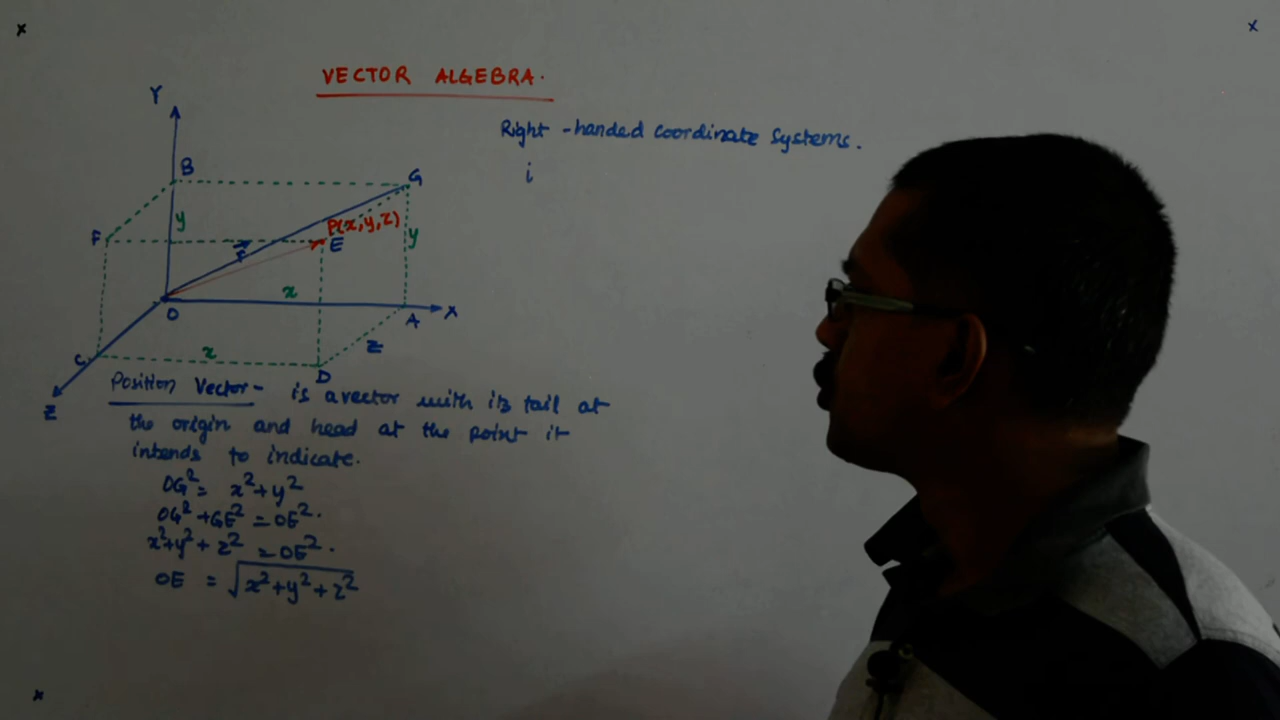 VECTOR ALGEBRA.
Right-handed coordinate systems.
i
Y
B
G
y
P(x,y,z)
F
E
y
r
x
O
A
X
C
x
z
D
Z
Position Vector- is a vector with its tail at
the origin and head at the point it
intends to indicate.
OG² = x²+y²
OG²+GE² = OE².
x²+y²+z² = OE².
OE = √x²+y²+z²